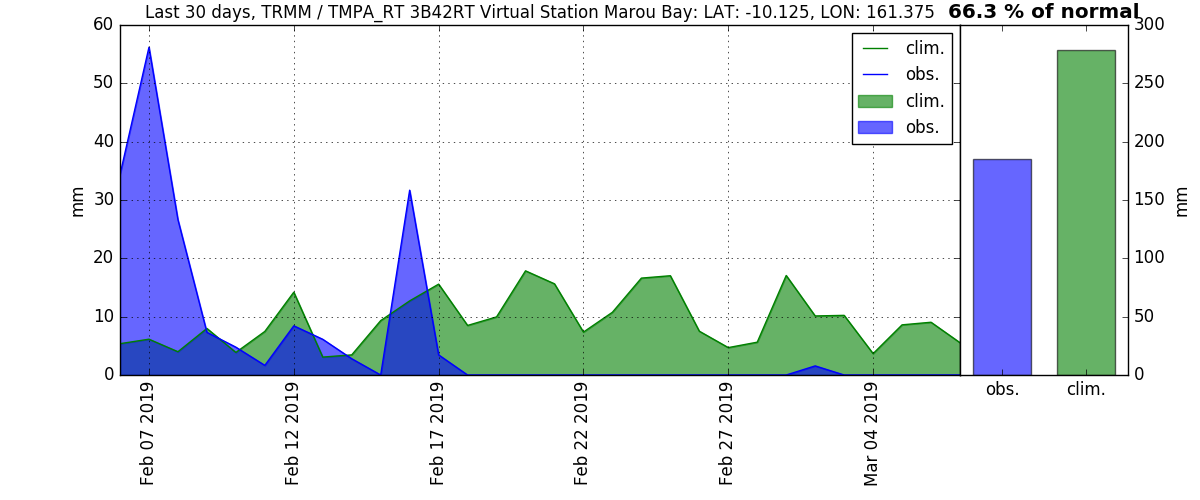 Last 30 days, TRMM / TMPA_RT 3B42RT Virtual Station Marou Bay: LAT: -10.125, LON: 161.375
66.3 % of normal
60
50
40
30
20
10
0
mm
clim.
obs.
clim.
obs.
Feb 07 2019
Feb 12 2019
Feb 17 2019
Feb 22 2019
Feb 27 2019
Mar 04 2019
300
250
200
150
100
50
0
mm
obs.
clim.